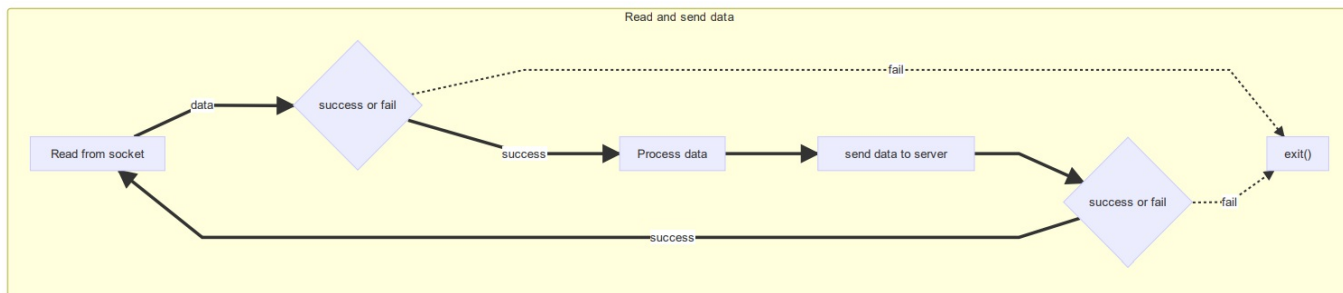 Read and send data
fail
data
success or fail
Read from socket
success
Process data
send data to server
exit()
success or fail
fail
success